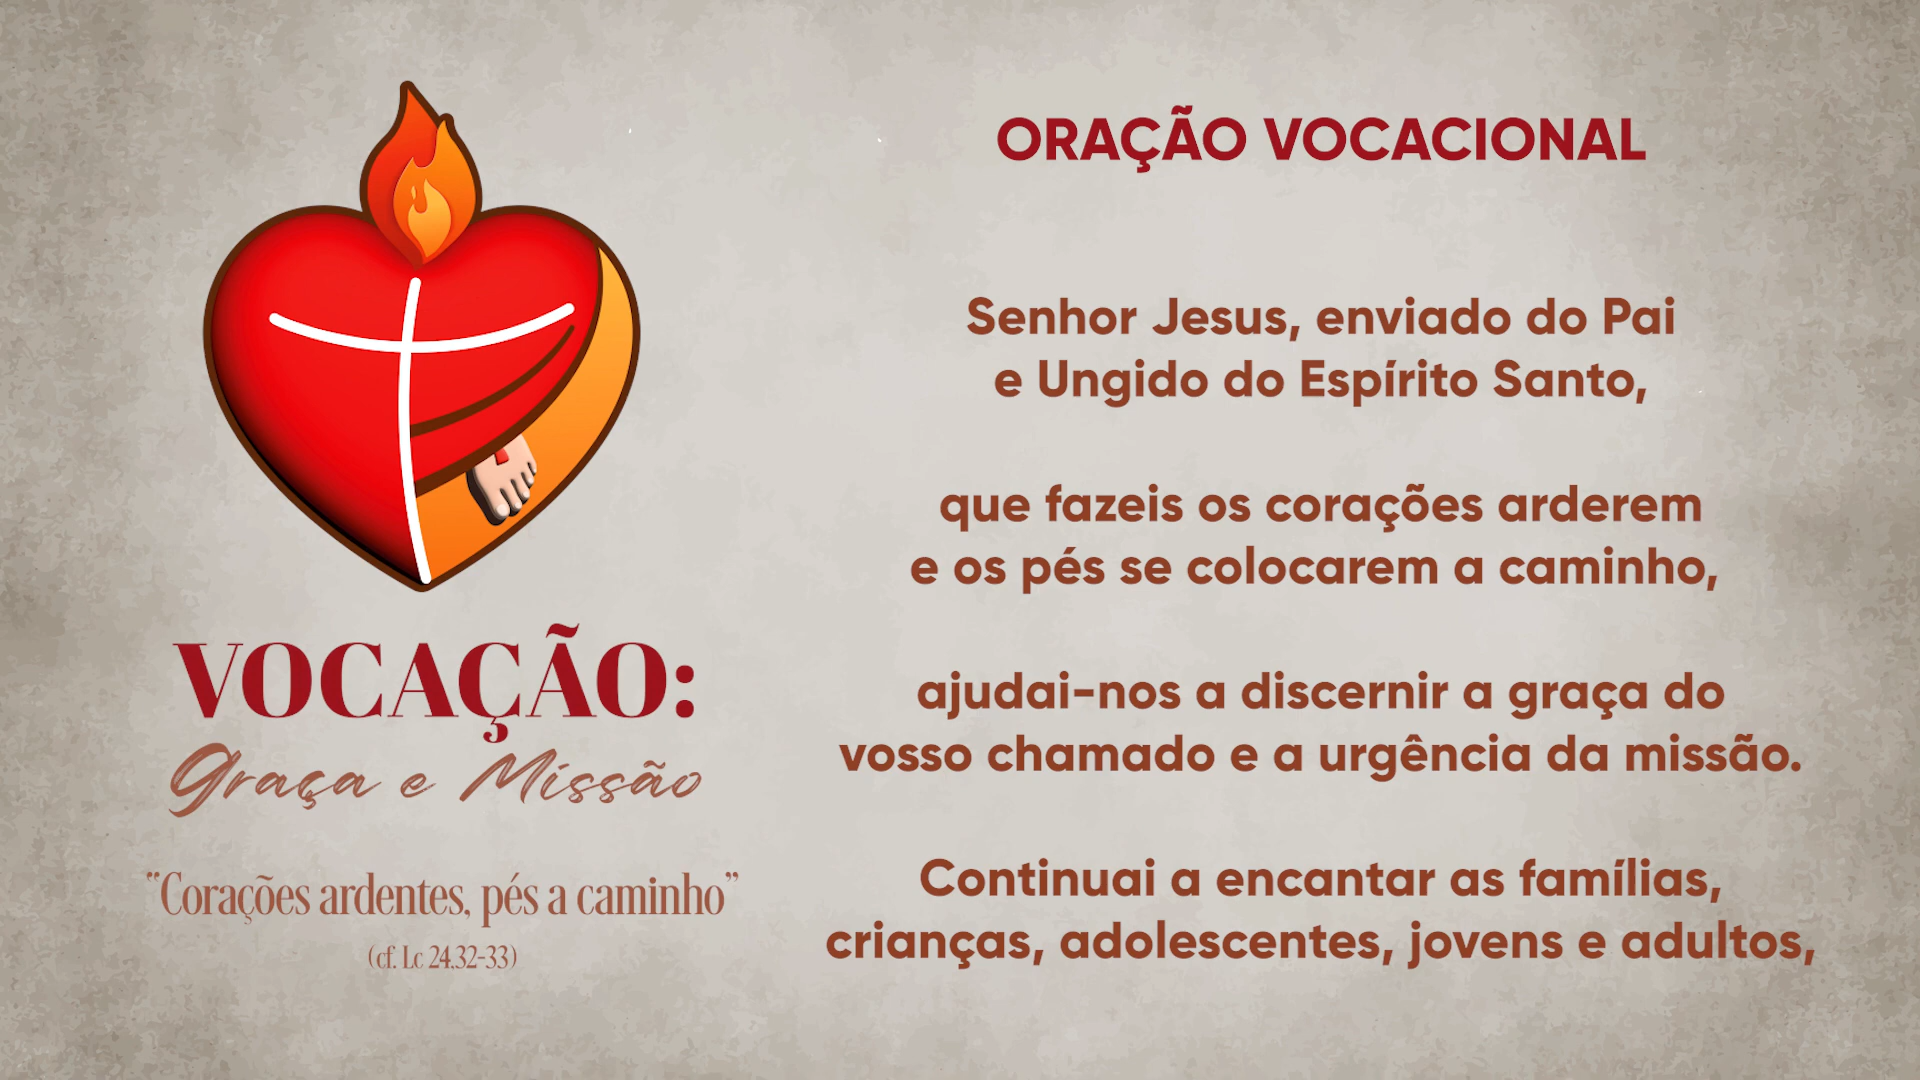 VOCAÇÃO:
Graça e Missão
“Corações ardentes, pés a caminho”
(cf. Lc 24,32-33)
ORAÇÃO VOCACIONAL
Senhor Jesus, enviado do Pai
e Ungido do Espírito Santo,
que fazeis os corações arderem
e os pés se colocarem a caminho,
ajudai-nos a discernir a graça do
vosso chamado e a urgência da missão.
Continuai a encantar as famílias,
crianças, adolescentes, jovens e adultos,